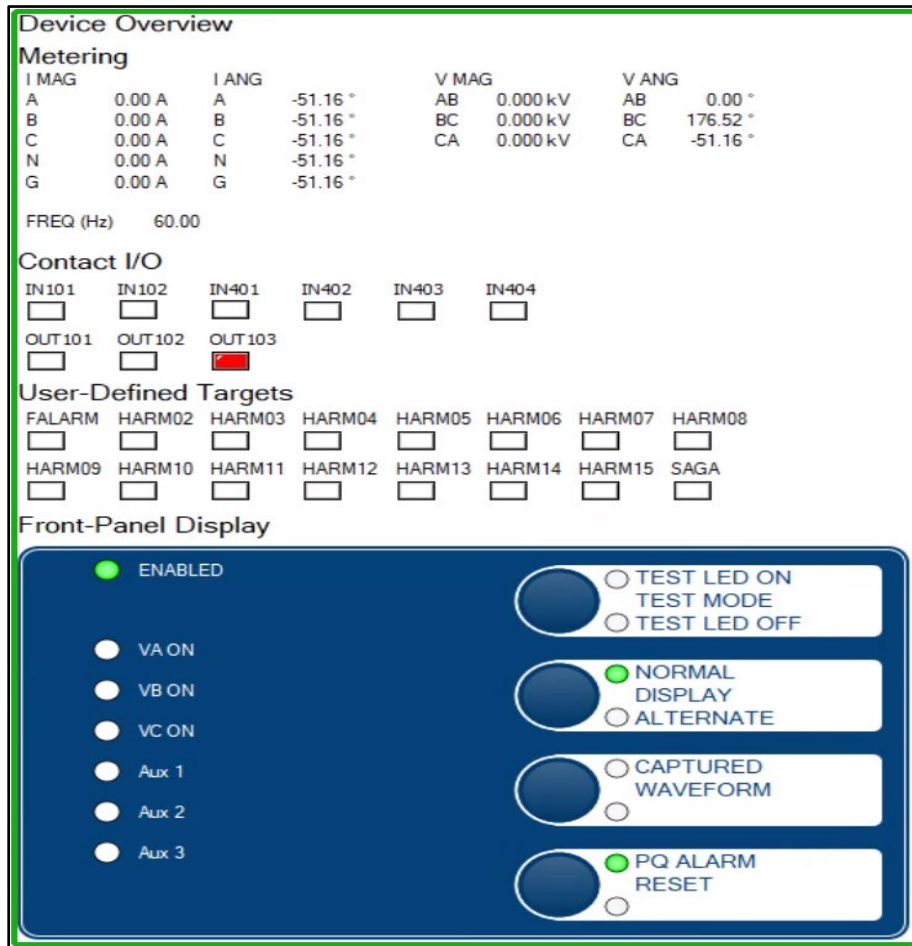 Device Overview
Metering
I MAG I ANG V MAG V ANG
A 0.00 A A -51.16 ° AB 0.000 kV AB 0.00 °
B 0.00 A B -51.16 ° BC 0.000 kV BC 176.52 °
C 0.00 A C -51.16 ° CA 0.000 kV CA -51.16 °
N 0.00 A N -51.16 °
G 0.00 A G -51.16 °
FREQ (Hz) 60.00
Contact I/O
IN101 IN102 IN401 IN402 IN403 IN404
OUT101 OUT102 OUT103
User-Defined Targets
FALARM HARM02 HARM03 HARM04 HARM05 HARM06 HARM07 HARM08
HARM09 HARM10 HARM11 HARM12 HARM13 HARM14 HARM15 SAGA
Front-Panel Display
ENABLED
VA ON
VB ON
VC ON
Aux 1
Aux 2
Aux 3
TEST LED ON
TEST MODE
TEST LED OFF
NORMAL
DISPLAY
ALTERNATE
CAPTURED
WAVEFORM
PQ ALARM
RESET